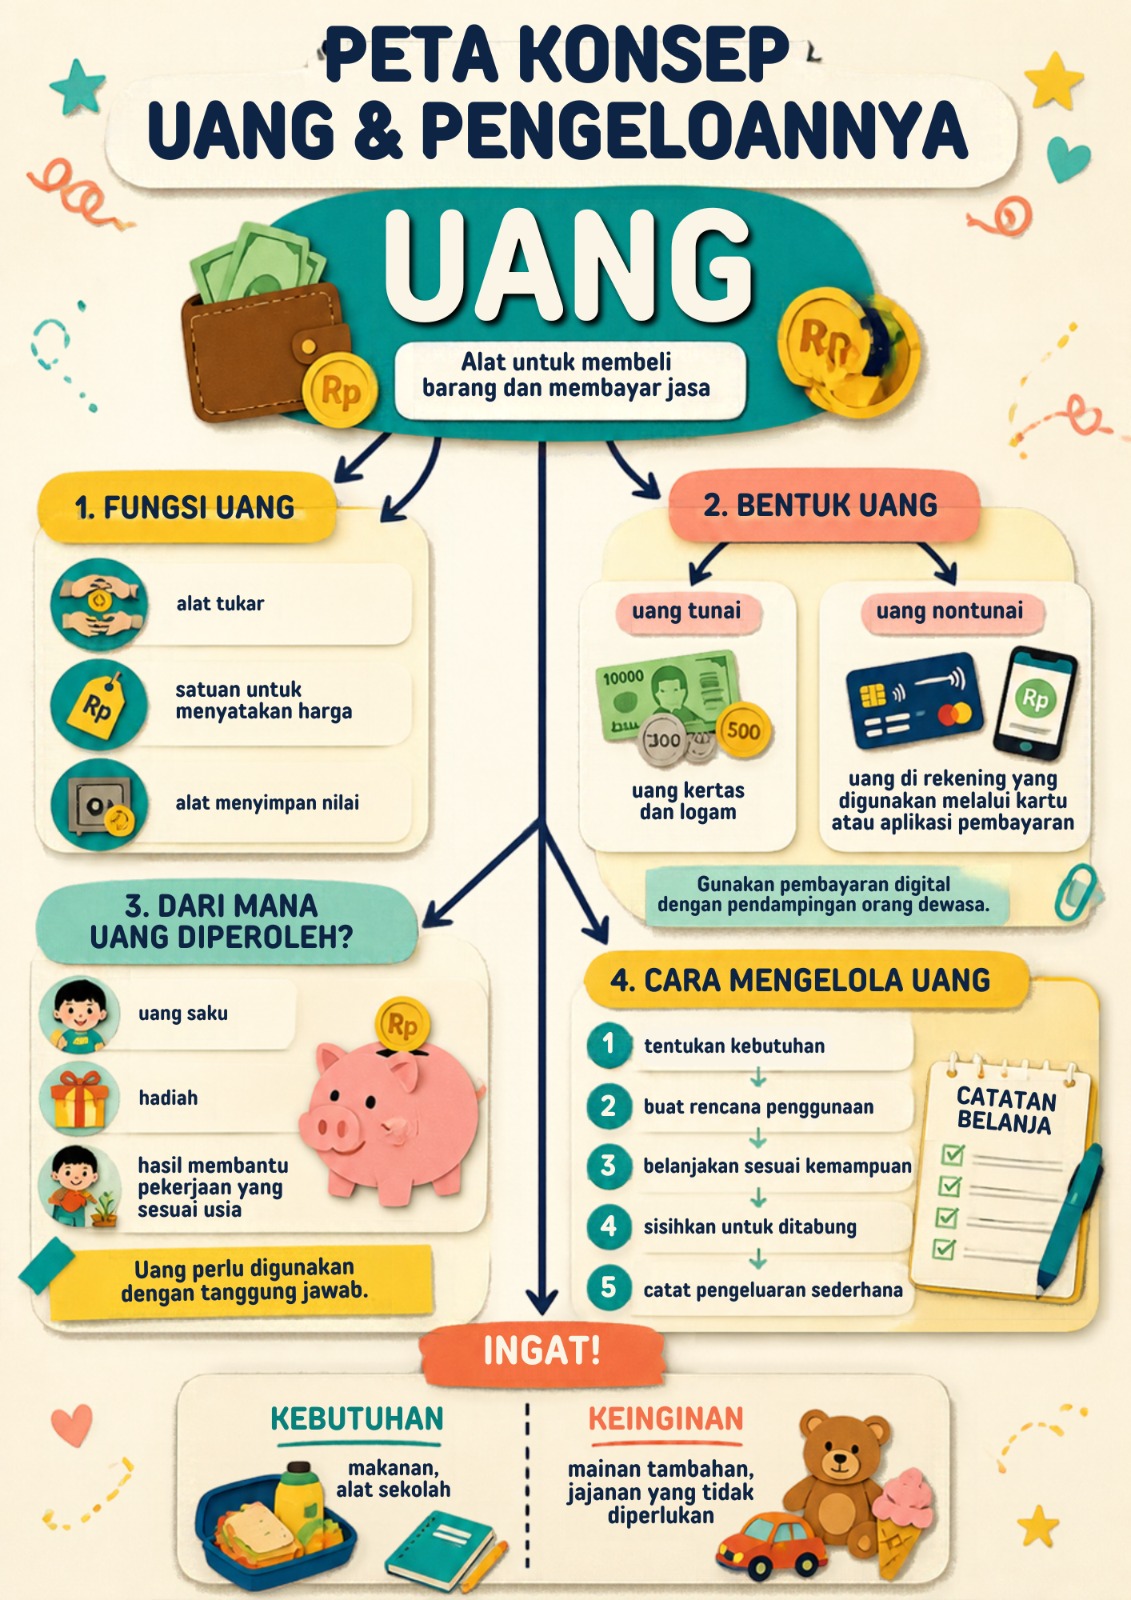 PETA KONSEP
UANG & PENGELOANNYA
UANG
Alat untuk membeli
barang dan membayar jasa
Rp
Rp
1. FUNGSI UANG
alat tukar
Rp
satuan untuk
menyatakan harga
alat menyimpan nilai
2. BENTUK UANG
uang tunai
10000
500
uang kertas
dan logam
uang nontunai
Rp
uang di rekening yang
digunakan melalui kartu
atau aplikasi pembayaran
Gunakan pembayaran digital
dengan pendampingan orang dewasa.
3. DARI MANA
UANG DIPEROLEH?
uang saku
hadiah
hasil membantu
pekerjaan yang
sesuai usia
Rp
Uang perlu digunakan
dengan tanggung jawab.
4. CARA MENGELOLA UANG
1 tentukan kebutuhan
2 buat rencana penggunaan
3 belanjakan sesuai kemampuan
4 sisihkan untuk ditabung
5 catat pengeluaran sederhana
CATATAN
BELANJA
INGAT!
KEBUTUHAN
makanan,
alat sekolah
KEINGINAN
mainan tambahan,
jajanan yang tidak
diperlukan